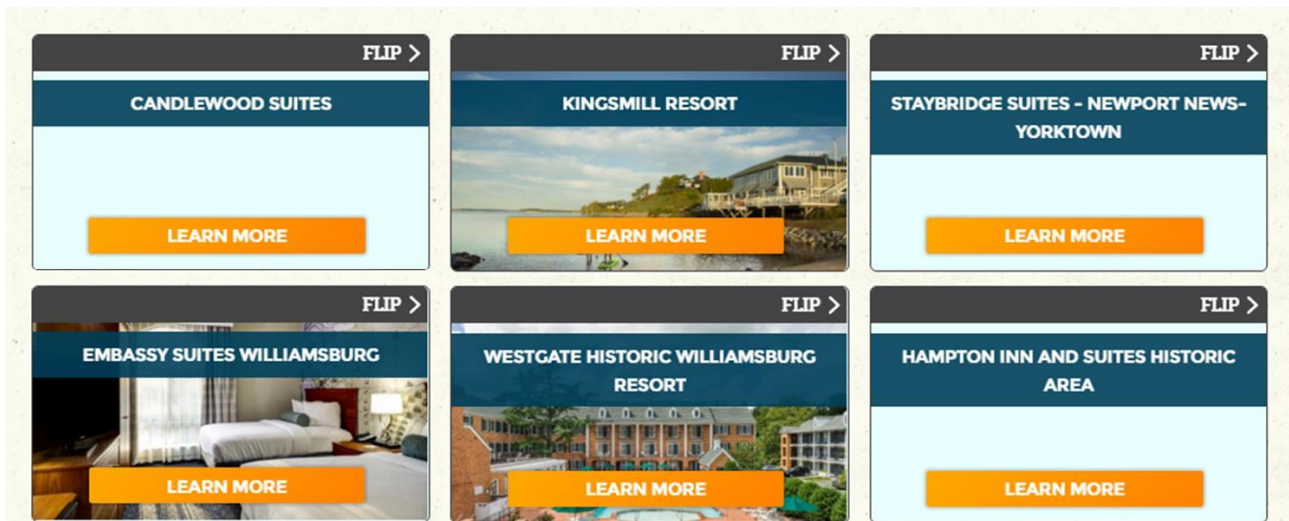 FLIP >
CANDLEWOOD SUITES
LEARN MORE
FLIP >
KINGSMILL RESORT
LEARN MORE
FLIP >
STAYBRIDGE SUITES - NEWPORT NEWS-
YORKTOWN
LEARN MORE
FLIP >
EMBASSY SUITES WILLIAMSBURG
LEARN MORE
FLIP >
WESTGATE HISTORIC WILLIAMSBURG
RESORT
LEARN MORE
FLIP >
HAMPTON INN AND SUITES HISTORIC
AREA
LEARN MORE